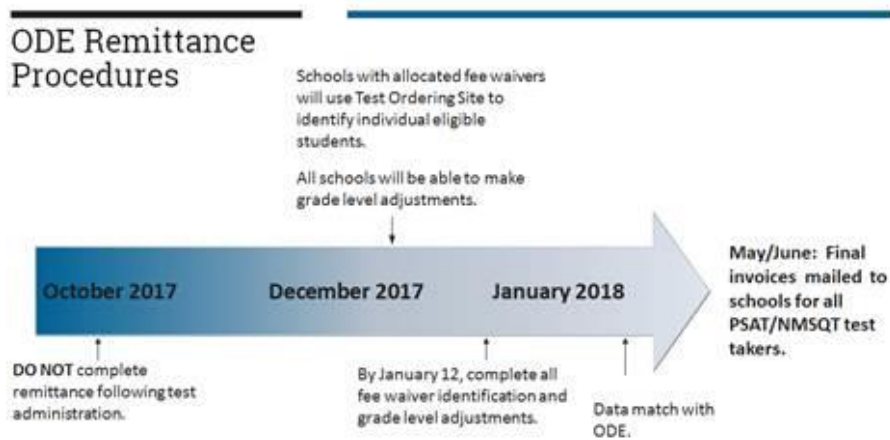 ODE Remittance
Procedures
Schools with allocated fee waivers
will use Test Ordering Site to
identify individual eligible
students.
All schools will be able to make
grade level adjustments.
October 2017
December 2017
January 2018
May/June: Final
invoices mailed to
schools for all
PSAT/NMSQT test
takers.
DO NOT complete
remittance following test
administration.
By January 12, complete all
fee waiver identification and
grade level adjustments.
Data match with
ODE.